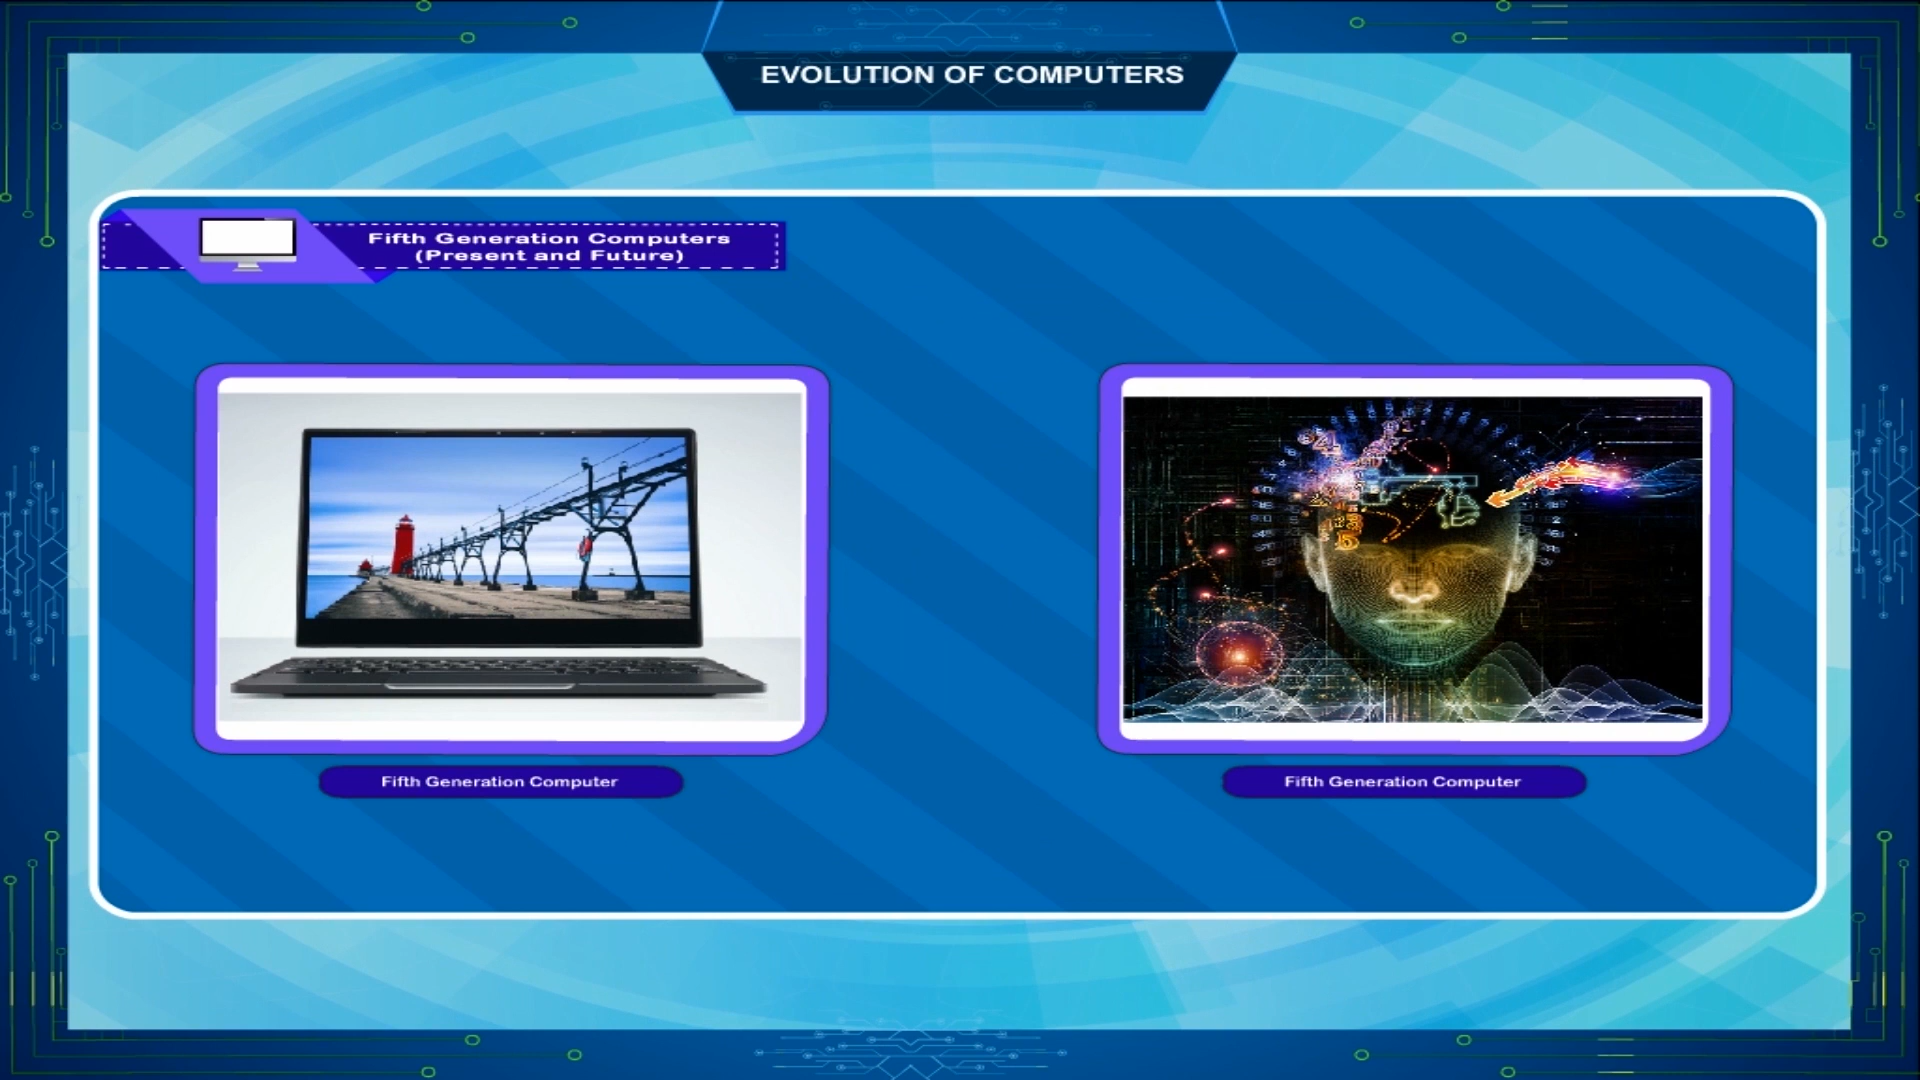 EVOLUTION OF COMPUTERS
Fifth Generation Computers
(Present and Future)
Fifth Generation Computer
Fifth Generation Computer